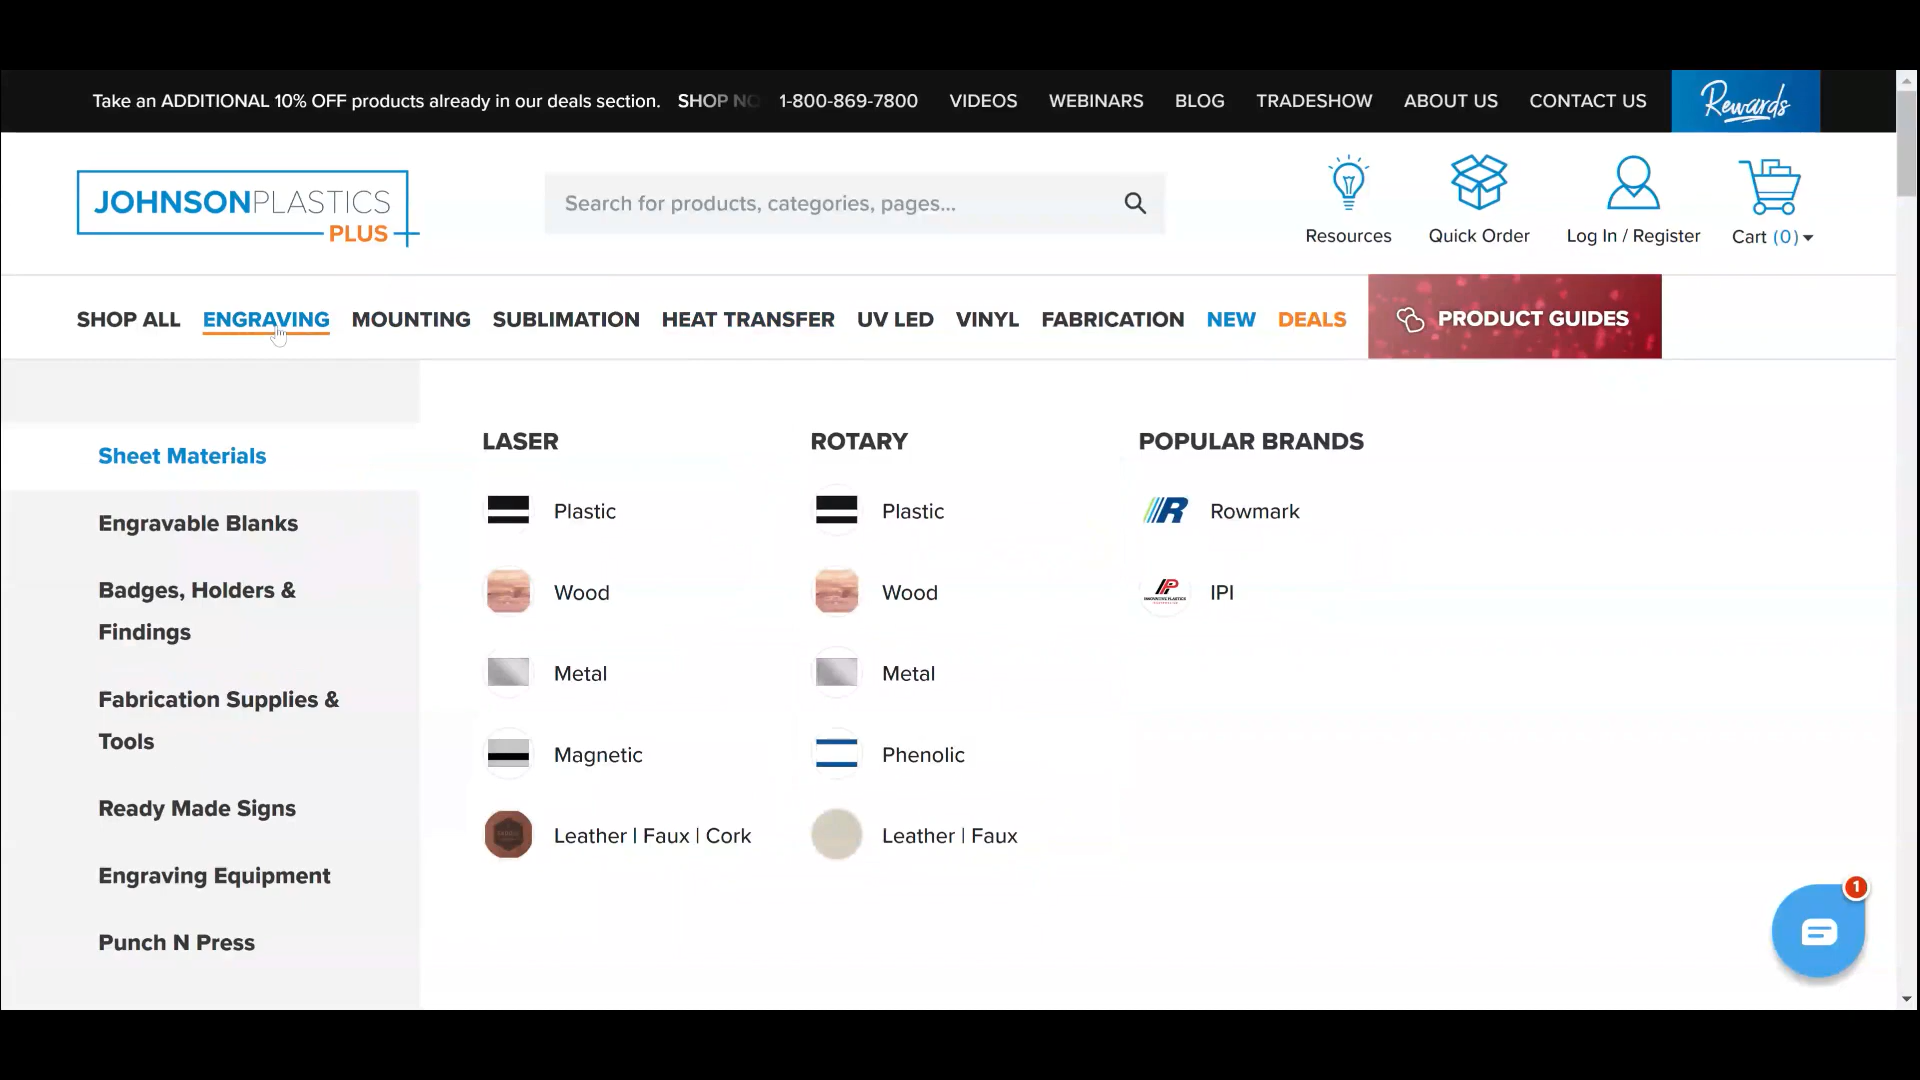 Take an ADDITIONAL 10% OFF products already in our deals section. SHOP NO 1-800-869-7800 VIDEOS WEBINARS BLOG TRADESHOW ABOUT US CONTACT US Rewards
JOHNSONPLASTICS
PLUS
Search for products, categories, pages...
Resources Quick Order Log In / Register Cart (0)
SHOP ALL ENGRAVING MOUNTING SUBLIMATION HEAT TRANSFER UV LED VINYL FABRICATION NEW DEALS PRODUCT GUIDES
Sheet Materials
Engravable Blanks
Badges, Holders &
Findings
Fabrication Supplies &
Tools
Ready Made Signs
Engraving Equipment
Punch N Press
LASER
Plastic
Wood
Metal
Magnetic
Leather | Faux | Cork
ROTARY
Plastic
Wood
Metal
Phenolic
Leather | Faux
POPULAR BRANDS
Rowmark
IPI
1